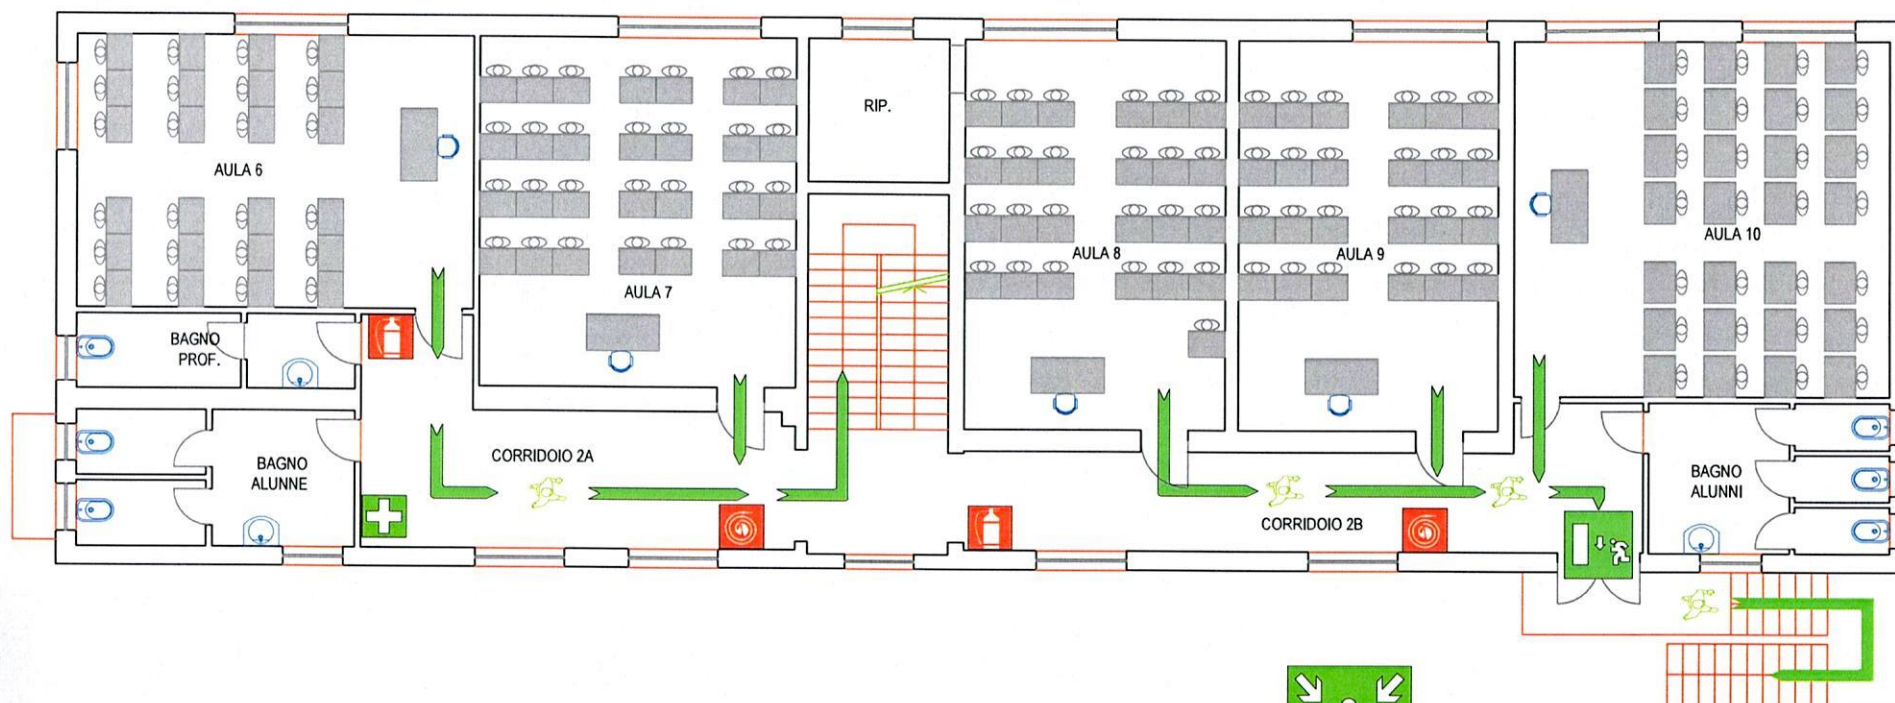 AULA 6
AULA 7
RIP.
AULA 8
AULA 9
AULA 10
BAGNO
PROF.
BAGNO
ALUNNE
CORRIDOIO 2A
CORRIDOIO 2B
BAGNO
ALUNNI